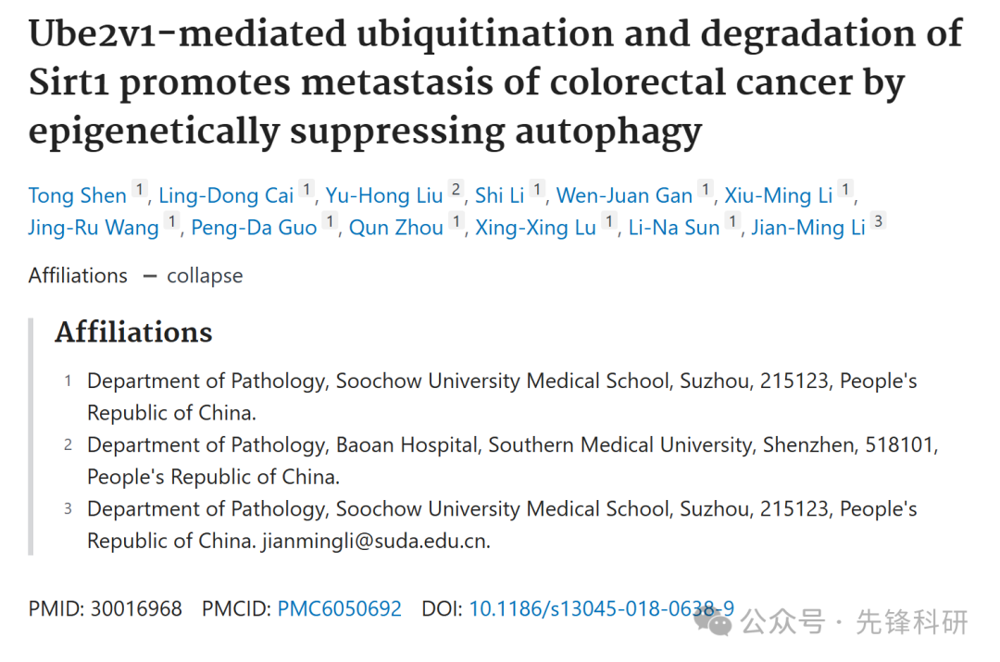 Ube2v1-mediated ubiquitination and degradation of
Sirt1 promotes metastasis of colorectal cancer by
epigenetically suppressing autophagy
Tong Shen 1, Ling-Dong Cai 1, Yu-Hong Liu 2, Shi Li 1, Wen-Juan Gan 1, Xiu-Ming Li 1,
Jing-Ru Wang 1, Peng-Da Guo 1, Qun Zhou 1, Xing-Xing Lu 1, Li-Na Sun 1, Jian-Ming Li 3
Affiliations — collapse
Affiliations
1 Department of Pathology, Soochow University Medical School, Suzhou, 215123, People's
Republic of China.
2 Department of Pathology, Baoan Hospital, Southern Medical University, Shenzhen, 518101,
People's Republic of China.
3 Department of Pathology, Soochow University Medical School, Suzhou, 215123, People's
Republic of China. jianmingli@suda.edu.cn.
PMID: 30016968 PMCID: PMC6050692 DOI: 10.1186/s13045-018-0638-9
公众号 · 先锋科研